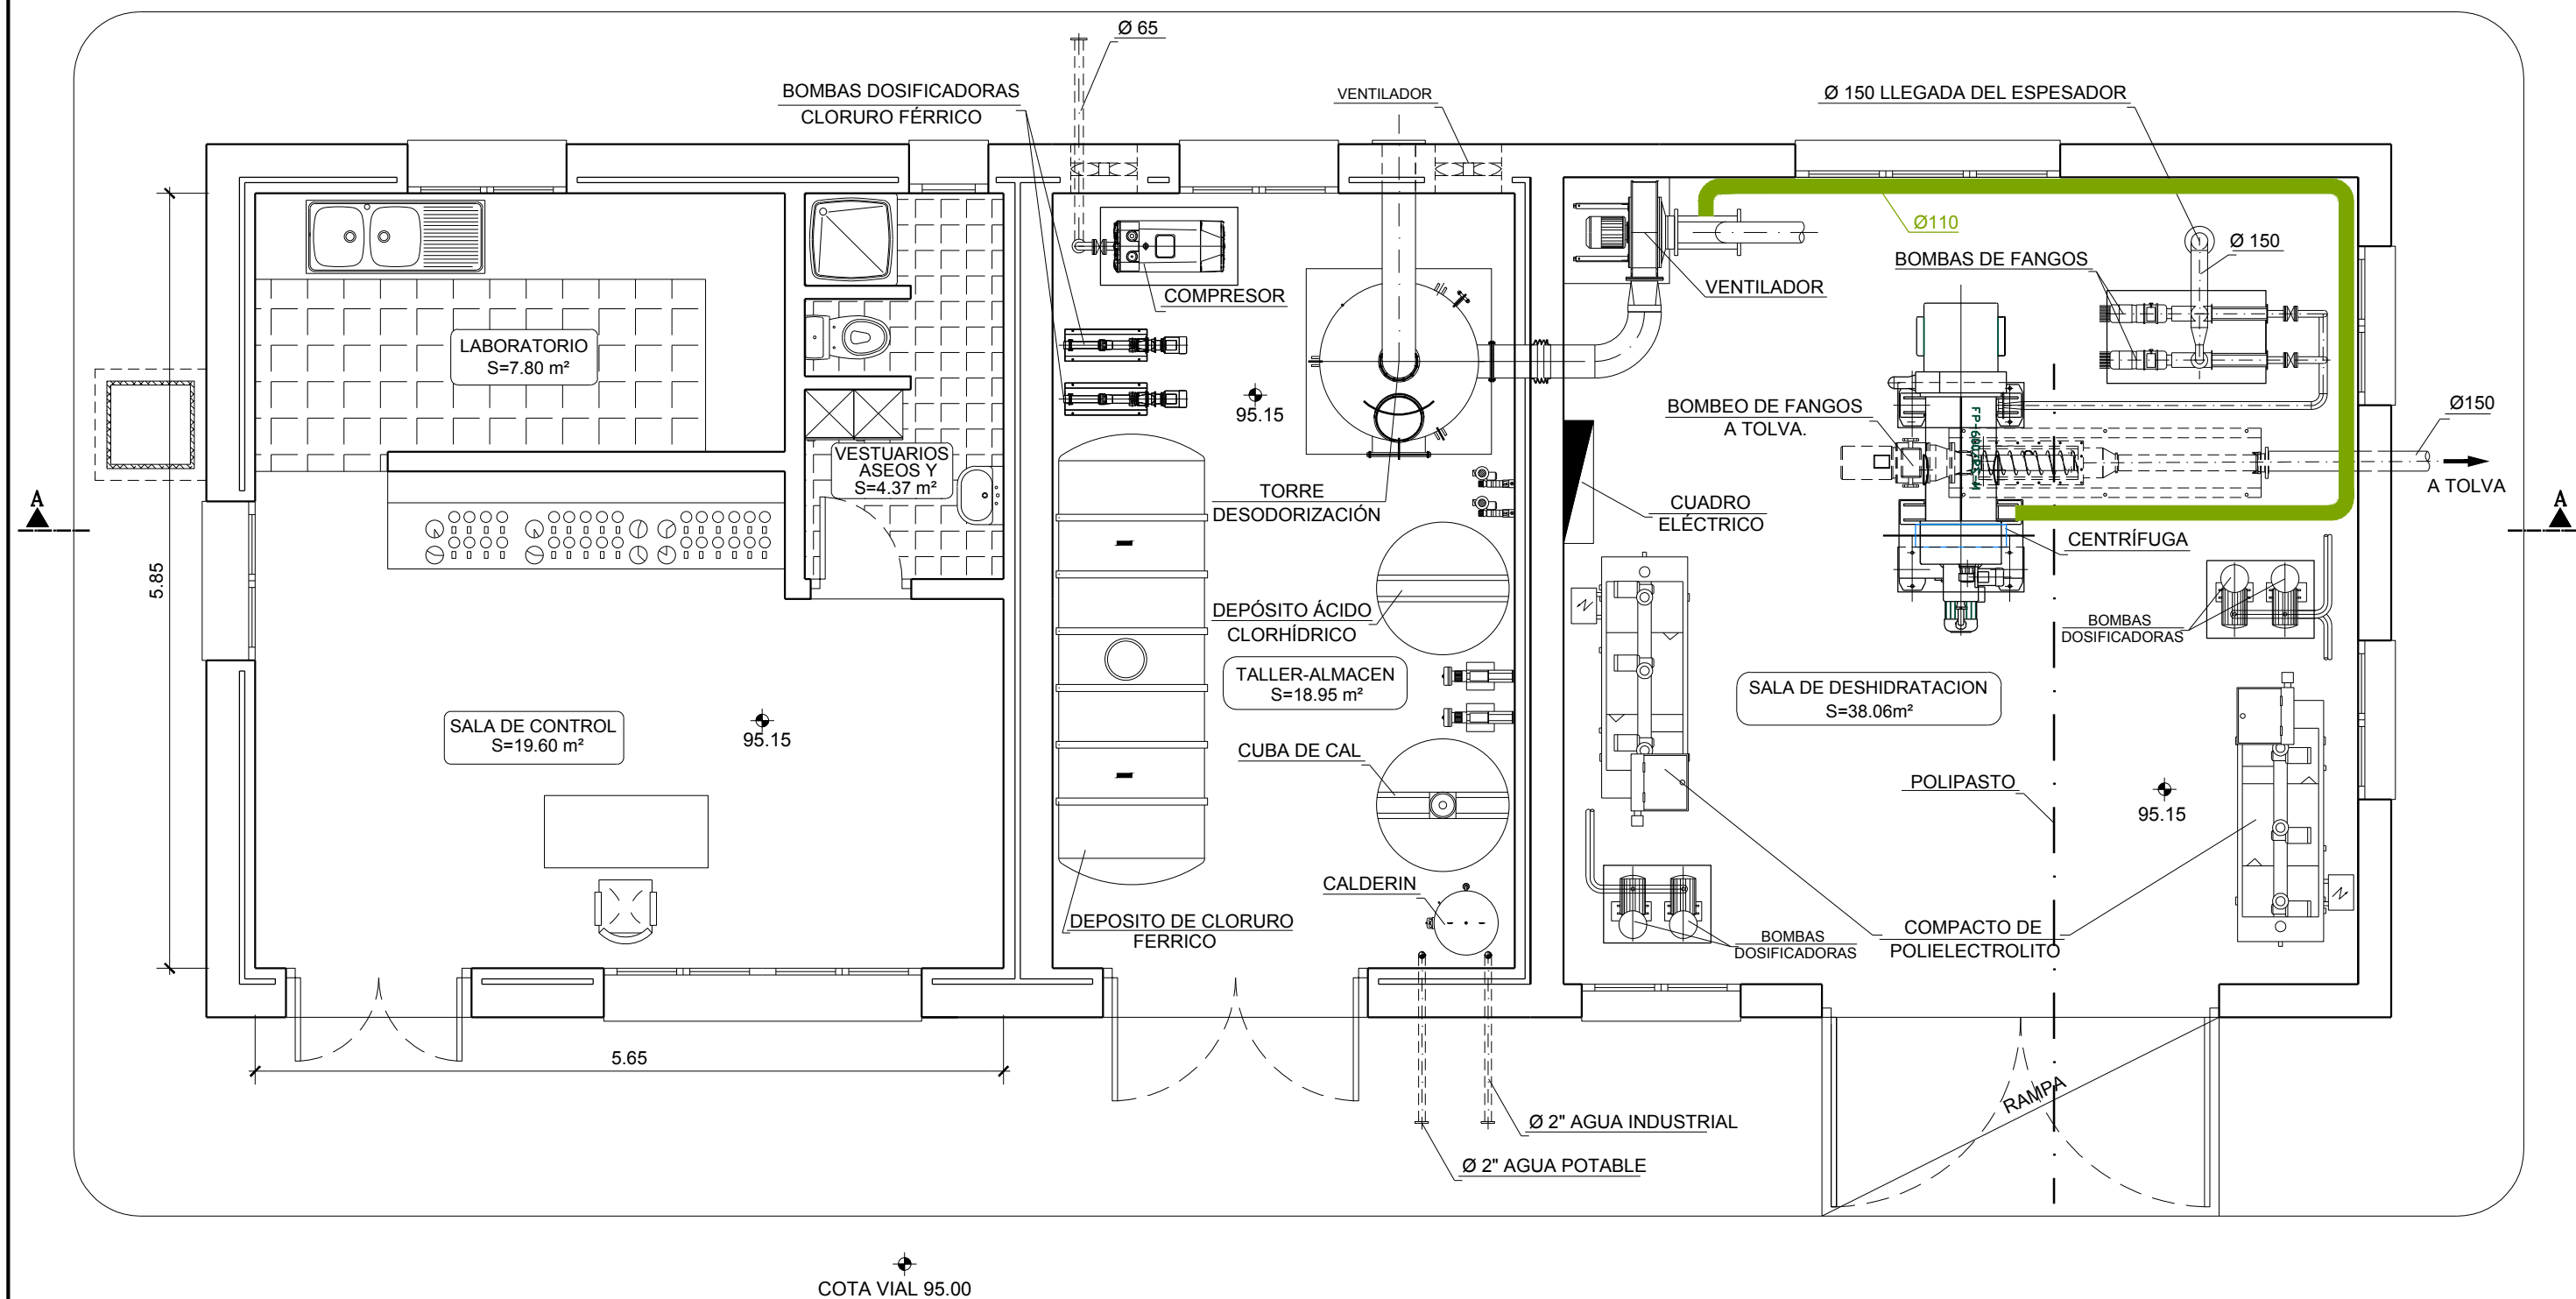 Ø 65
BOMBAS DOSIFICADORAS
CLORURO FÉRRICO
VENTILADOR
Ø 150 LLEGADA DEL ESPESADOR
Ø110
Ø 150
BOMBAS DE FANGOS
VENTILADOR
COMPRESOR
LABORATORIO
S=7.80 m²
95.15
BOMBEO DE FANGOS
A TOLVA.
Ø150
A TOLVA
VESTUARIOS
ASEOS Y
S=4.37 m²
TORRE
DESODORIZACIÓN
CUADRO
ELÉCTRICO
A
A
CENTRÍFUGA
5.85
DEPÓSITO ÁCIDO
CLORHÍDRICO
BOMBAS
DOSIFICADORAS
TALLER-ALMACEN
S=18.95 m²
SALA DE DESHIDRATACION
S=38.06m²
SALA DE CONTROL
S=19.60 m²
95.15
CUBA DE CAL
POLIPASTO
95.15
CALDERIN
DEPOSITO DE CLORURO
FERRICO
BOMBAS
DOSIFICADORAS
COMPACTO DE
POLIELECTROLITO
5.65
RAMPA
Ø 2" AGUA INDUSTRIAL
Ø 2" AGUA POTABLE
COTA VIAL 95.00